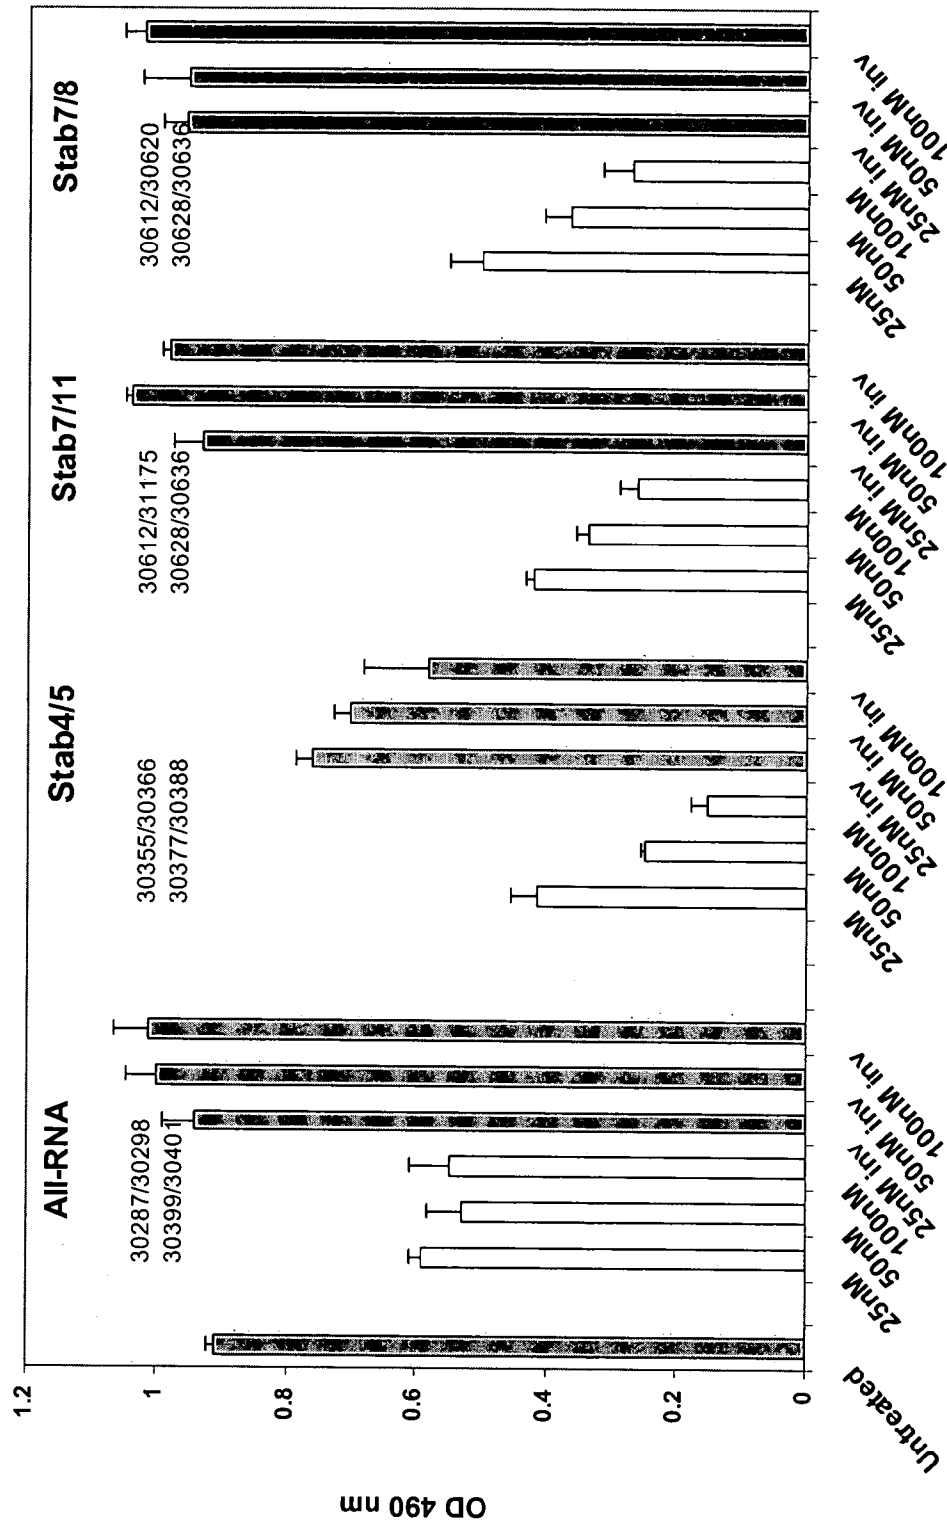 All-RNA
30287/30298
30399/30401
Stab4/5
30355/30366
30377/30388
Stab7/11
30612/31175
30628/30636
Stab7/8
30612/30620
30628/30636
OD 490 nm
1.2
1
0.8
0.6
0.4
0.2
0
Untreated
25nM
50nM
100nM
25nM inv
50nM inv
100nM inv
25nM
50nM
100nM
25nM inv
50nM inv
100nM inv
25nM
50nM
100nM
25nM inv
50nM inv
100nM inv
25nM
50nM
100nM
25nM inv
50nM inv
100nM inv